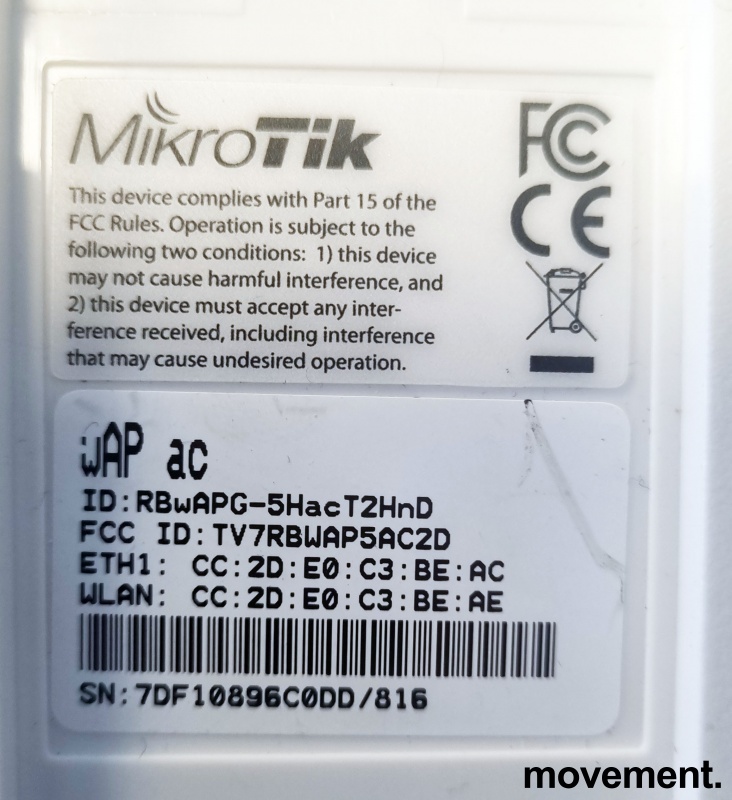 MikroTik
FCC
CE
This device complies with Part 15 of the
FCC Rules. Operation is subject to the
following two conditions: 1) this device
may not cause harmful interference, and
2) this device must accept any inter-
ference received, including interference
that may cause undesired operation.
wAP ac
ID:RBwAPG-5HacT2HnD
FCC ID:TV7RBWAP5AC2D
ETH1: CC:2D:E0:C3:BE:AC
WLAN: CC:2D:E0:C3:BE:AE
SN:7DF10896C0DD/816
movement.